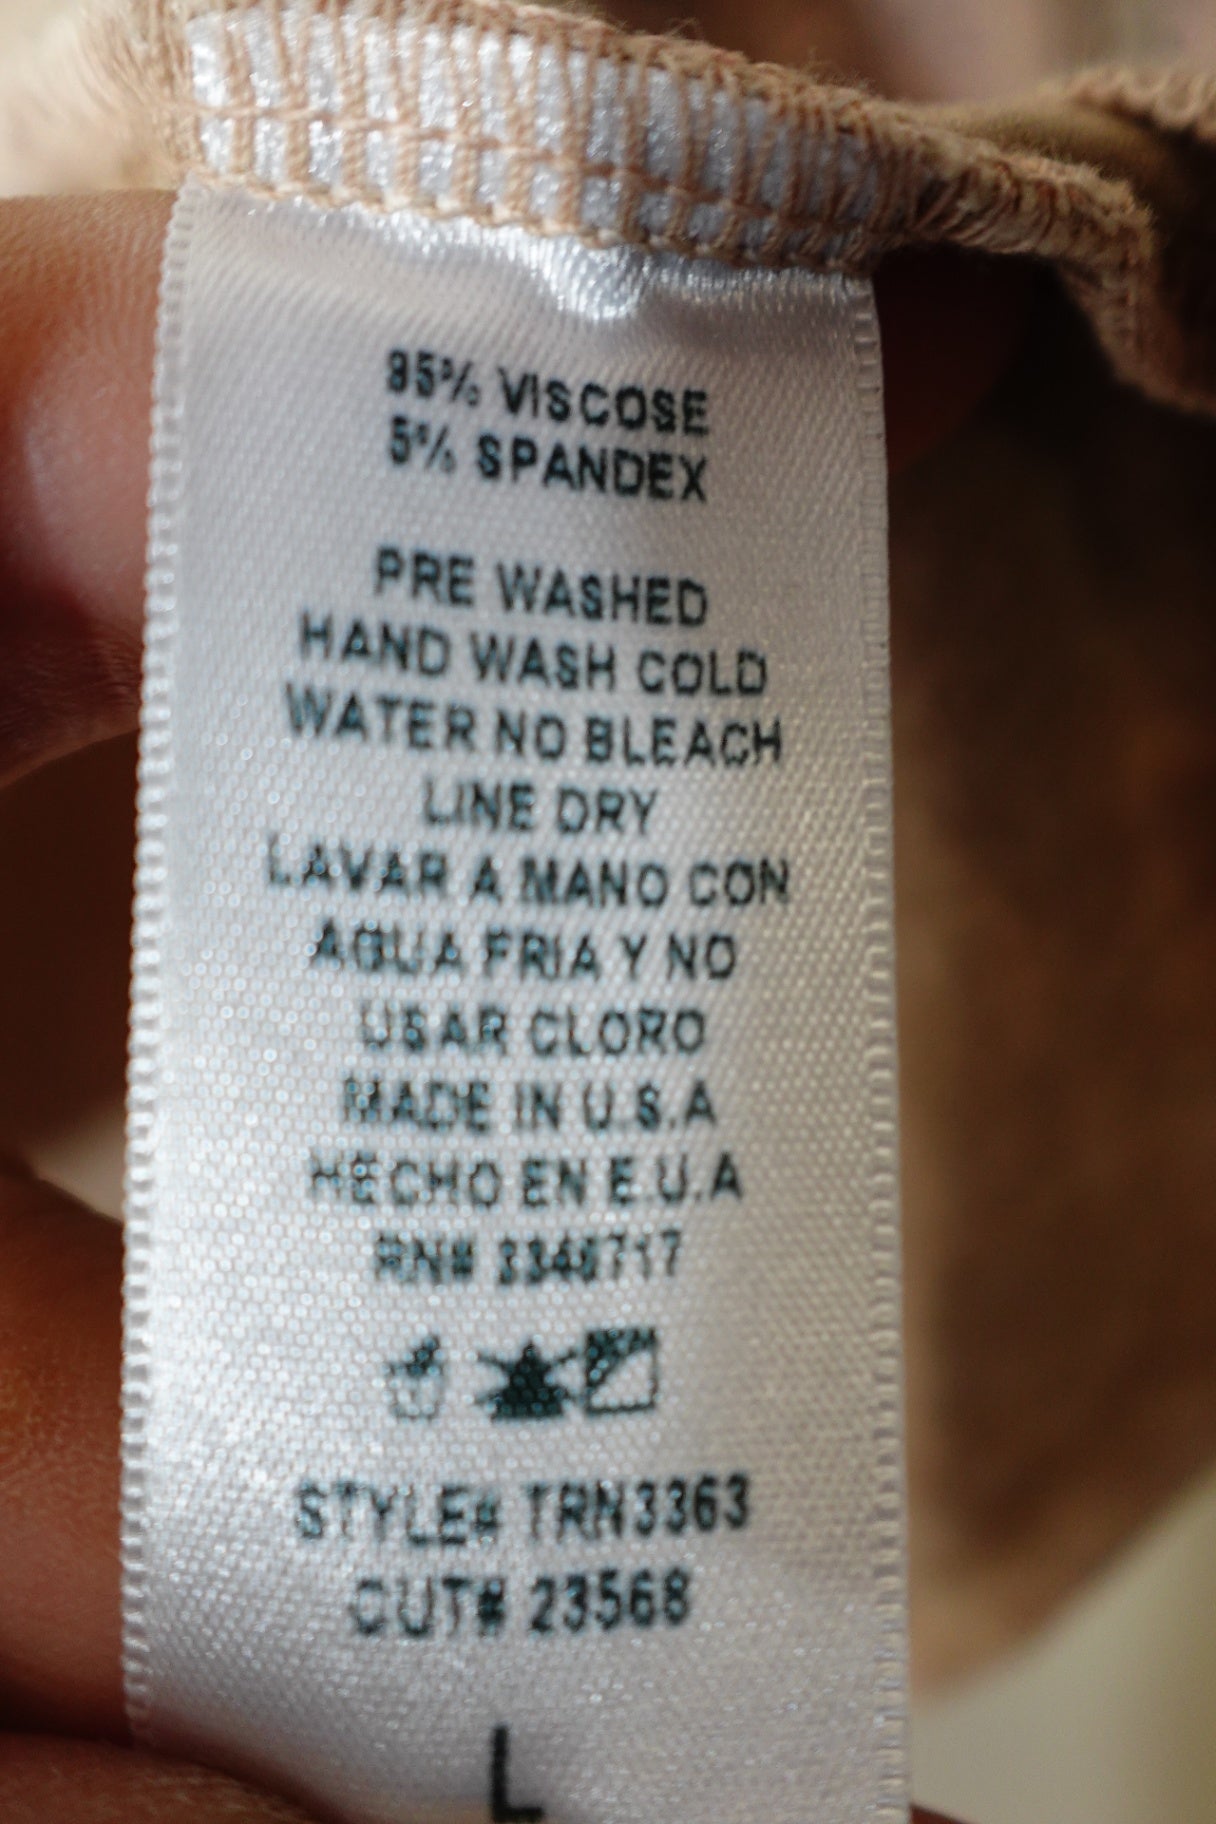 95% VISCOSE
5% SPANDEX
PRE WASHED
HAND WASH COLD
WATER NO BLEACH
LINE DRY
LAVAR A MANO CON
AGUA FRIA Y NO
USAR CLORO
MADE IN U.S.A
HECHO EN E.U.A
RN#
STYLE# TRN3363
CUT# 23568
L